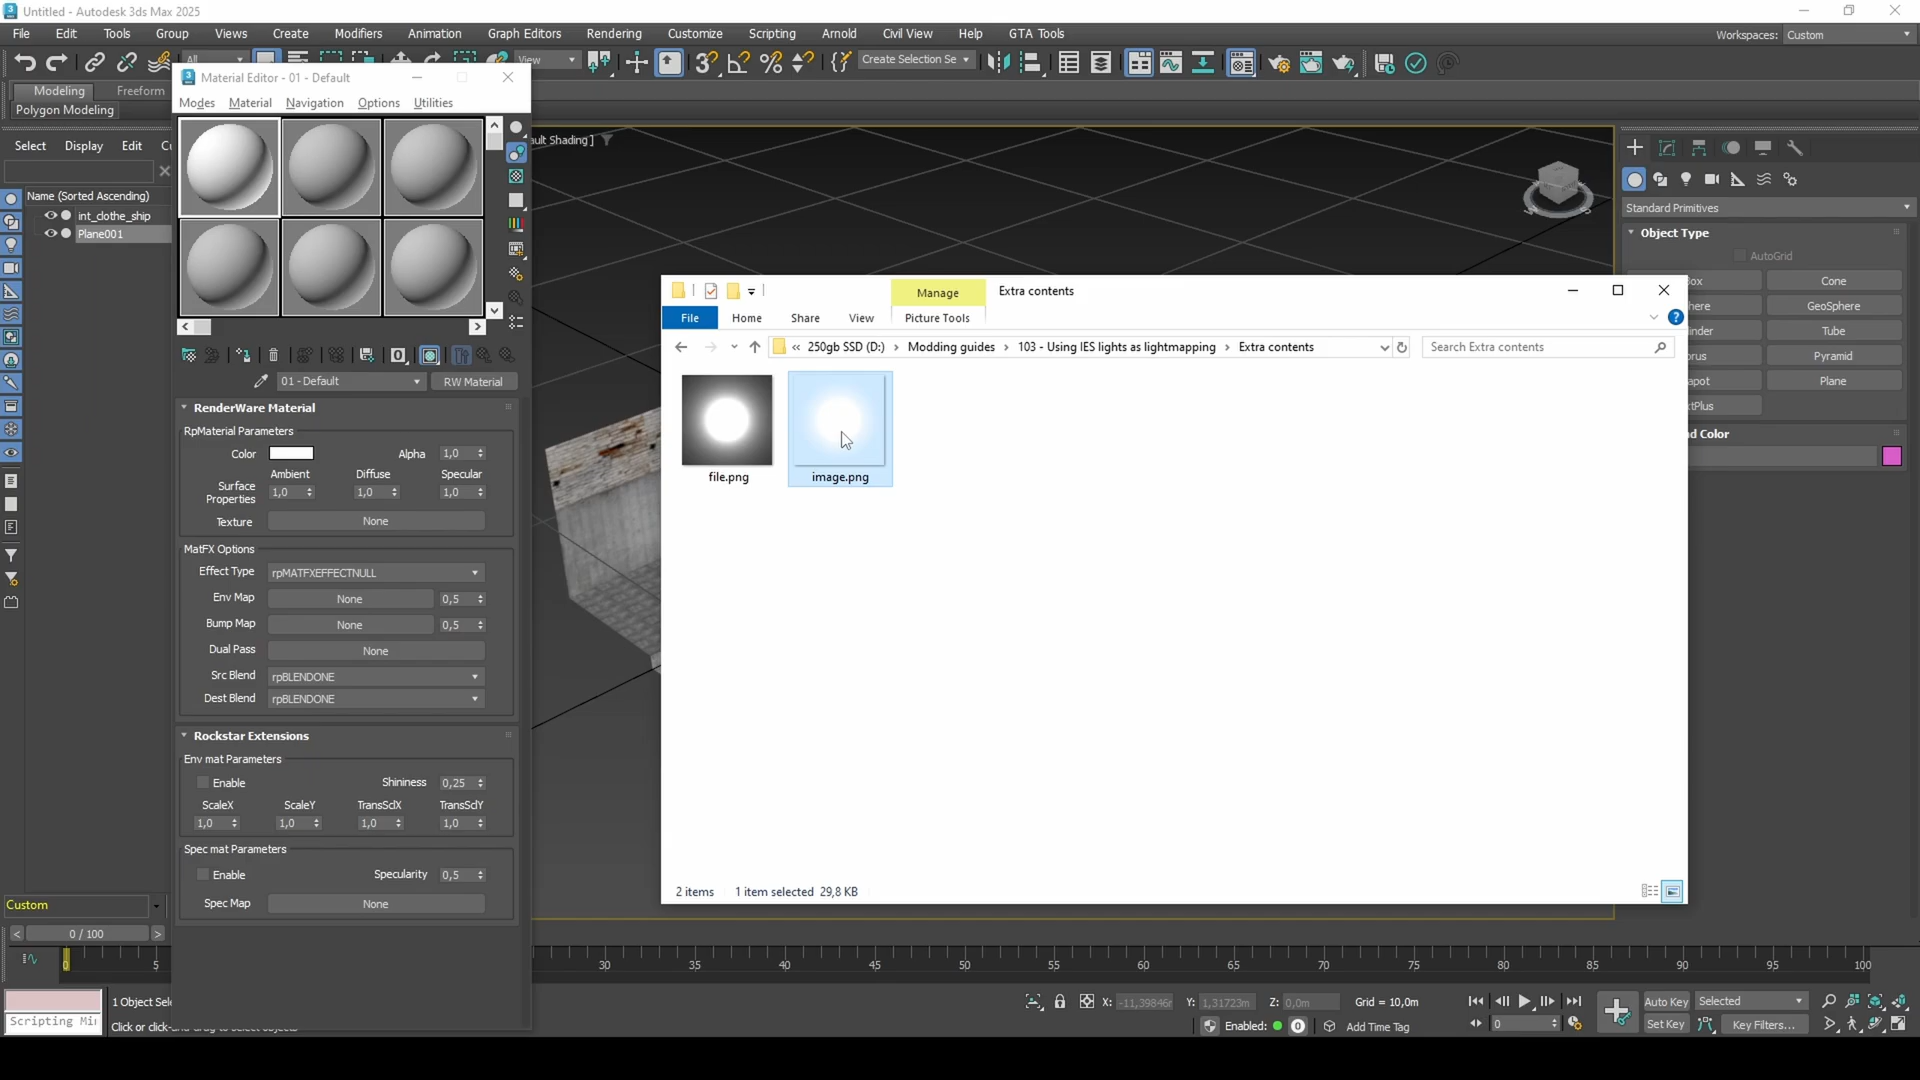 Untitled - Autodesk 3ds Max 2025
File Edit Tools Group Views Create Modifiers Animation Graph Editors Rendering Customize Scripting Arnold Civil View Help GTA Tools
Workspaces: Custom
All
View
Create Selection Se
Modeling Freeform
Polygon Modeling
Select Display Edit
Name (Sorted Ascending)
int_clothe_ship
Plane001
Material Editor - 01 - Default
Modes Material Navigation Options Utilities
01 - Default
RW Material
RenderWare Material
RpMaterial Parameters
Color
Alpha 1,0
Ambient Diffuse Specular
Surface Properties
1,0 1,0 1,0
Texture None
MatFX Options
Effect Type rpMATFXEFFECTNULL
Env Map None 0,5
Bump Map None 0,5
Dual Pass None
Src Blend rpBLENDONE
Dest Blend rpBLENDONE
Rockstar Extensions
Env mat Parameters
Enable Shininess 0,25
ScaleX ScaleY TransSclX TransSclY
1,0 1,0 1,0 1,0
Spec mat Parameters
Enable Specularity 0,5
Spec Map None
ault Shading ]
Manage
Extra contents
File Home Share View Picture Tools
« 250gb SSD (D:) › Modding guides › 103 - Using IES lights as lightmapping › Extra contents
Search Extra contents
file.png
image.png
2 items 1 item selected 29,8 KB
Standard Primitives
Object Type
AutoGrid
ox Cone
here GeoSphere
inder Tube
orus Pyramid
apot Plane
xtPlus
nd Color
Custom
0 / 100
0 5 30 35 40 45 50 55 60 65 70 75 80 85 90 95 100
Scripting Mi
1 Object Sele
Click or click-and-drag to select objects
X: -11,39846m Y: 1,31723m Z: 0,0m Grid = 10,0m
Enabled: 0 Add Time Tag
0
Auto Key Selected
Set Key Key Filters...